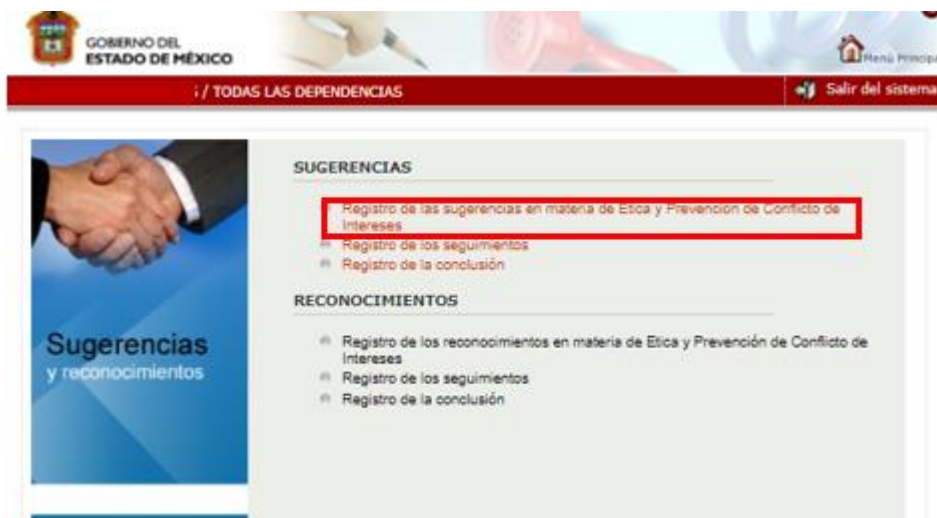 GOBIERNO DEL
ESTADO DE MÉXICO
Menú Principa
/ TODAS LAS DEPENDENCIAS
Salir del sistema
SUGERENCIAS
Registro de las sugerencias en materia de Etica y Prevención de Conflicto de
Intereses
Registro de los seguimientos
Registro de la conclusión
RECONOCIMIENTOS
Registro de los reconocimientos en materia de Etica y Prevención de Conflicto de
Intereses
Registro de los seguimientos
Registro de la conclusión
Sugerencias
y reconocimientos